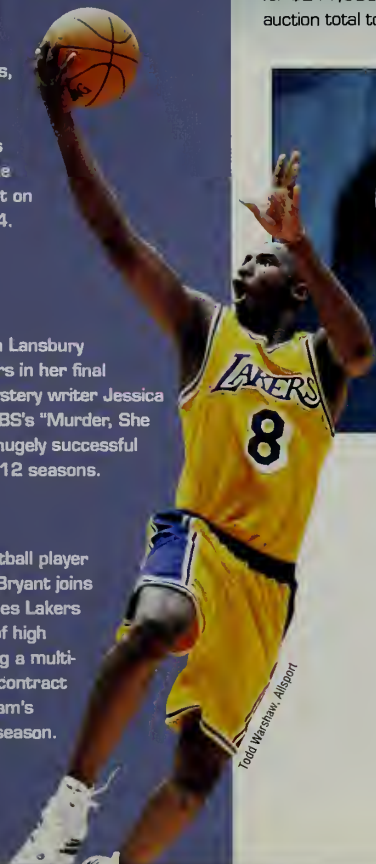 auction total to
s,
s
e
t on
4.
Lansbury
rs in her final
stery writer Jessica
BS's "Murder, She
hugely successful
12 seasons.
tball player
Bryant joins
es Lakers
of high
g a multi-
contract
am's
season.
LAKERS
8
Todd Warshaw, Allsport